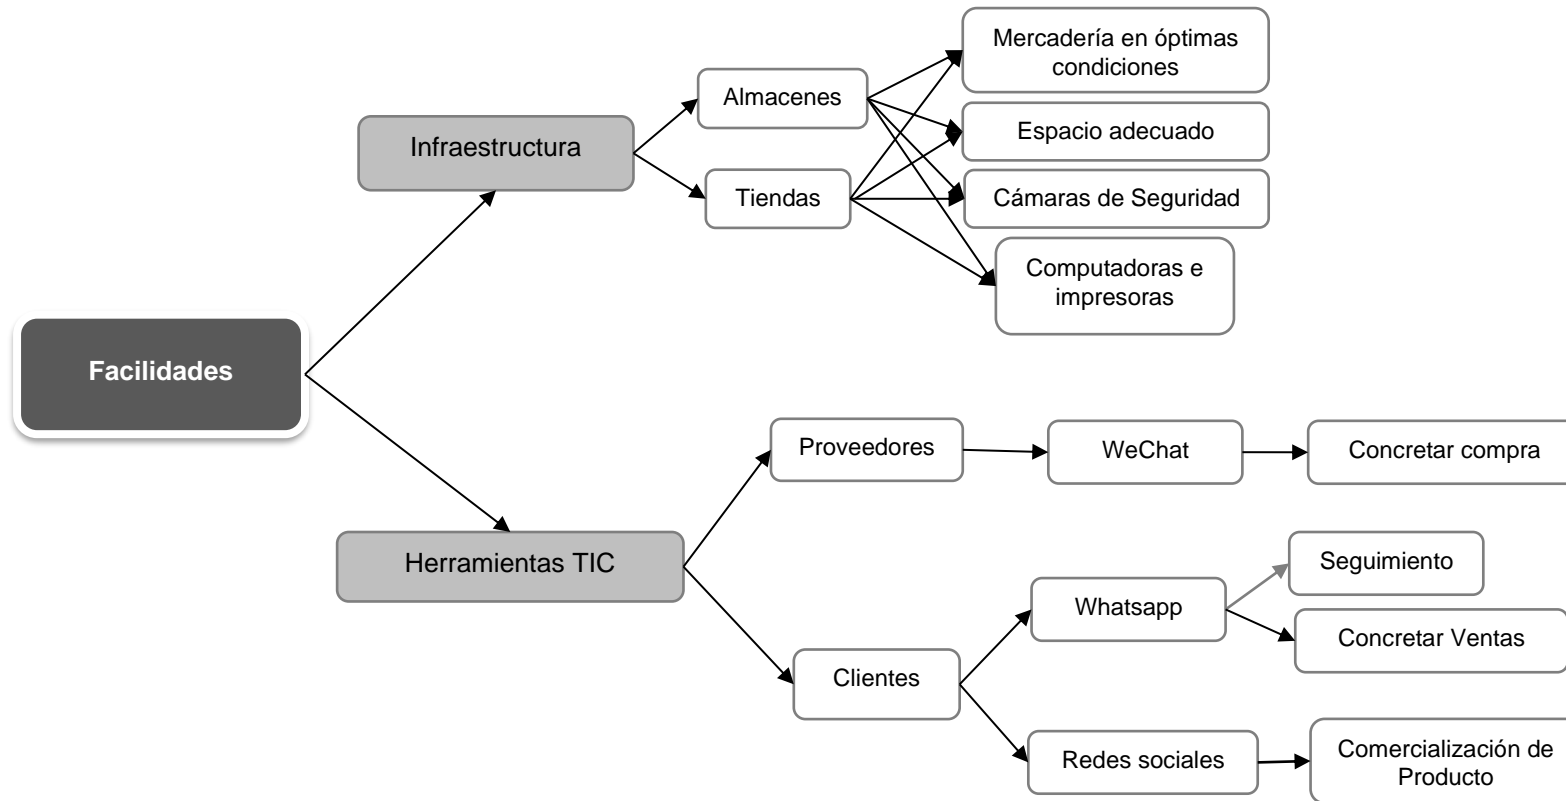 Mercadería en óptimas
condiciones
Almacenes
Espacio adecuado
Infraestructura
Tiendas
Cámaras de Seguridad
Computadoras e
impresoras
Facilidades
Proveedores
WeChat
Concretar compra
Herramientas TIC
Seguimiento
Whatsapp
Concretar Ventas
Clientes
Redes sociales
Comercialización de
Producto